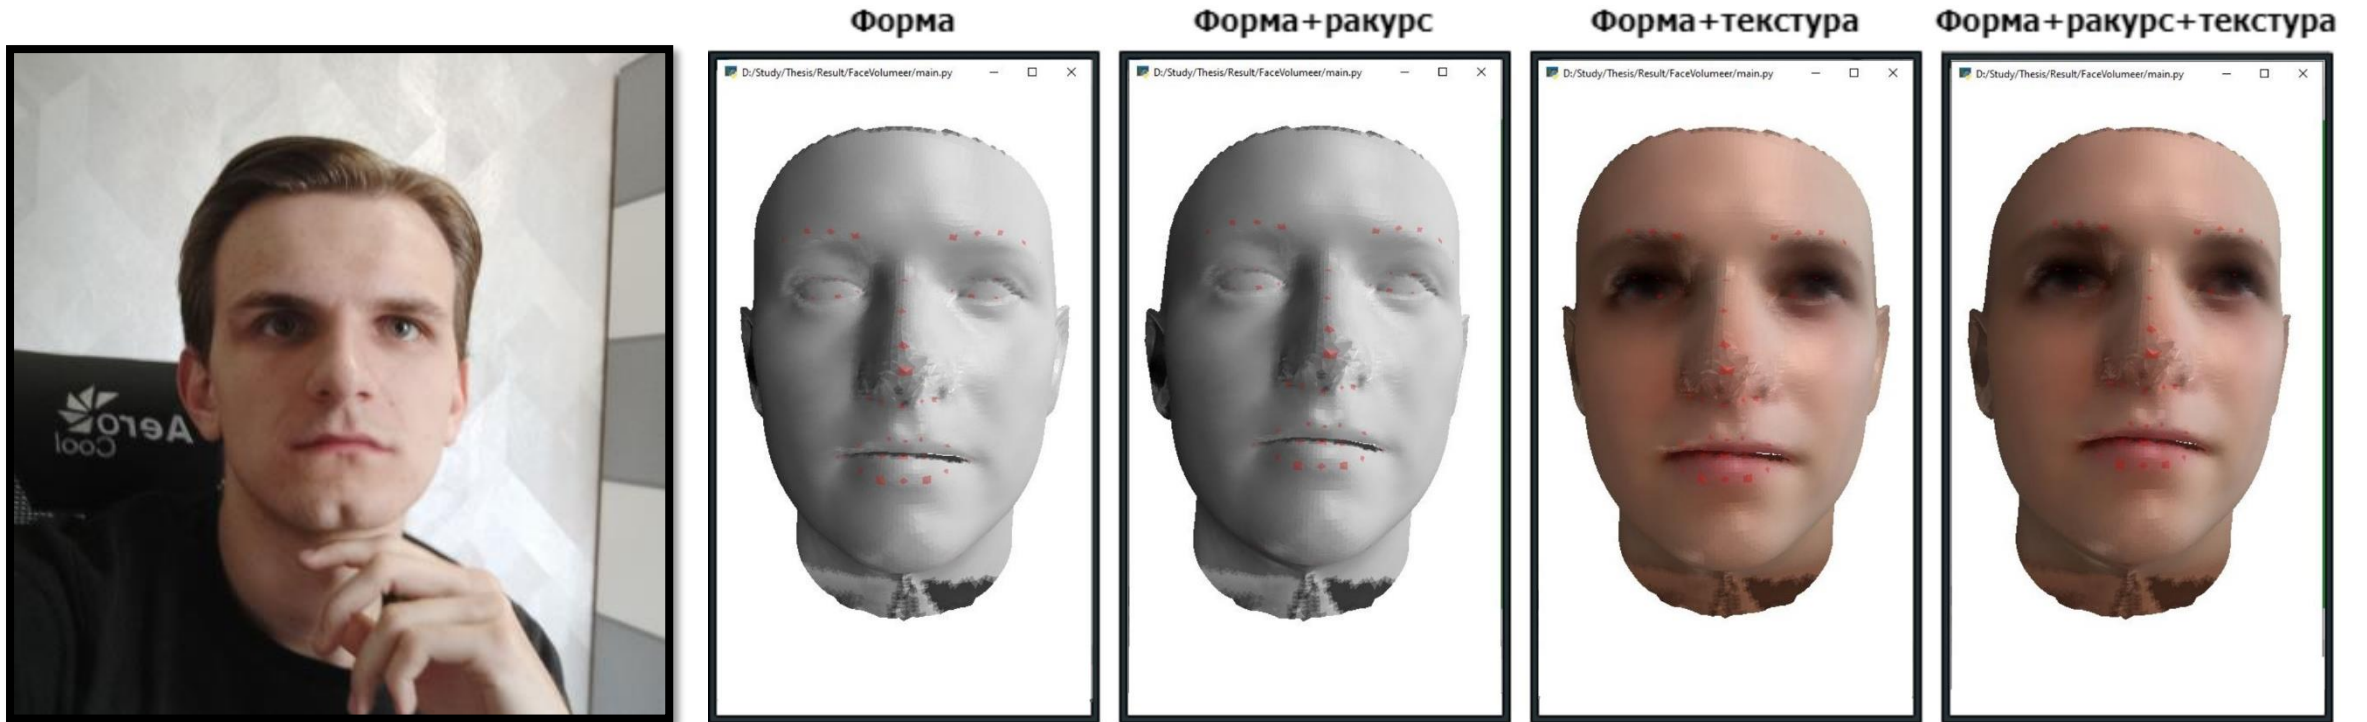 Форма
Форма+ракурс
Форма+текстура
Форма+ракурс+текстура
D:/Study/Thesis/Result/FaceVolumeer/main.py
D:/Study/Thesis/Result/FaceVolumeer/main.py
D:/Study/Thesis/Result/FaceVolumeer/main.py
D:/Study/Thesis/Result/FaceVolumeer/main.py
Aero
Cool